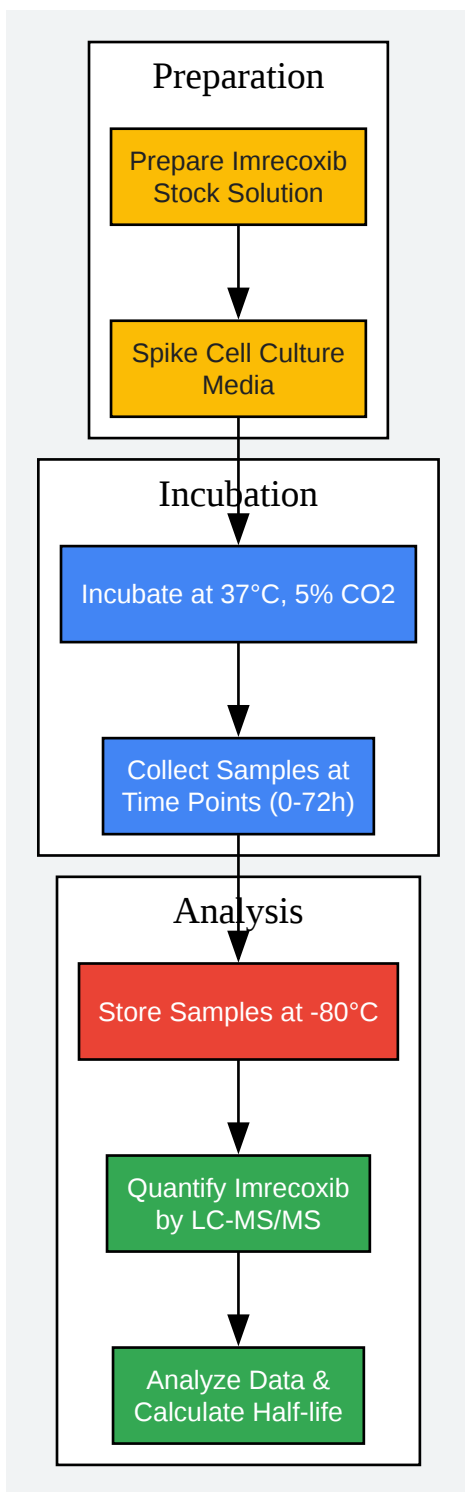 Preparation
Prepare Imrecoxib
Stock Solution
Spike Cell Culture
Media
Incubation
Incubate at 37°C, 5% CO2
Collect Samples at
Time Points (0-72h)
Analysis
Store Samples at -80°C
Quantify Imrecoxib
by LC-MS/MS
Analyze Data &
Calculate Half-life